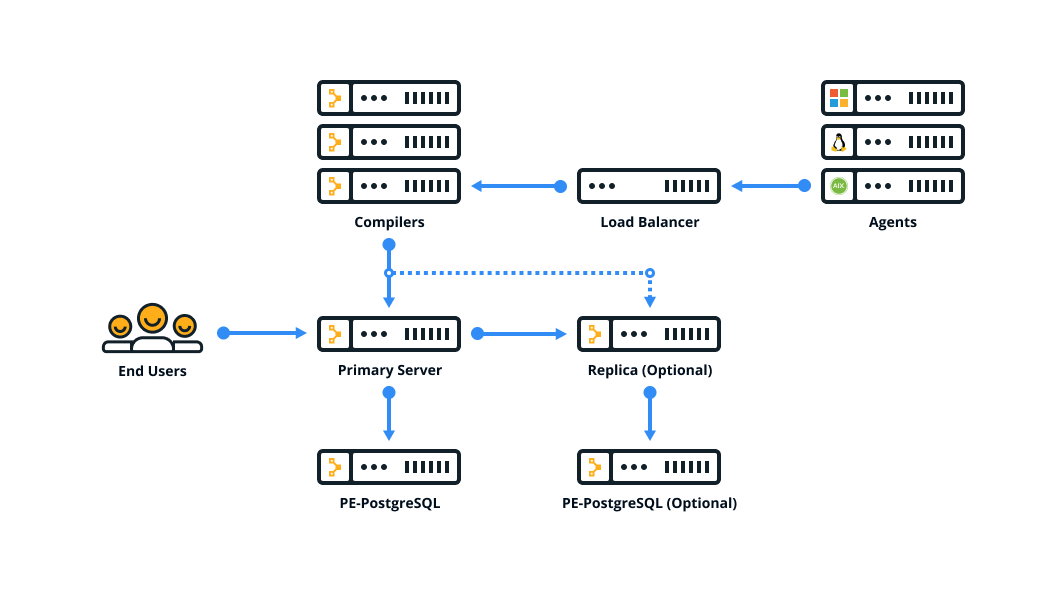 AIX
Compilers
Load Balancer
Agents
End Users
Primary Server
Replica (Optional)
PE-PostgreSQL
PE-PostgreSQL (Optional)